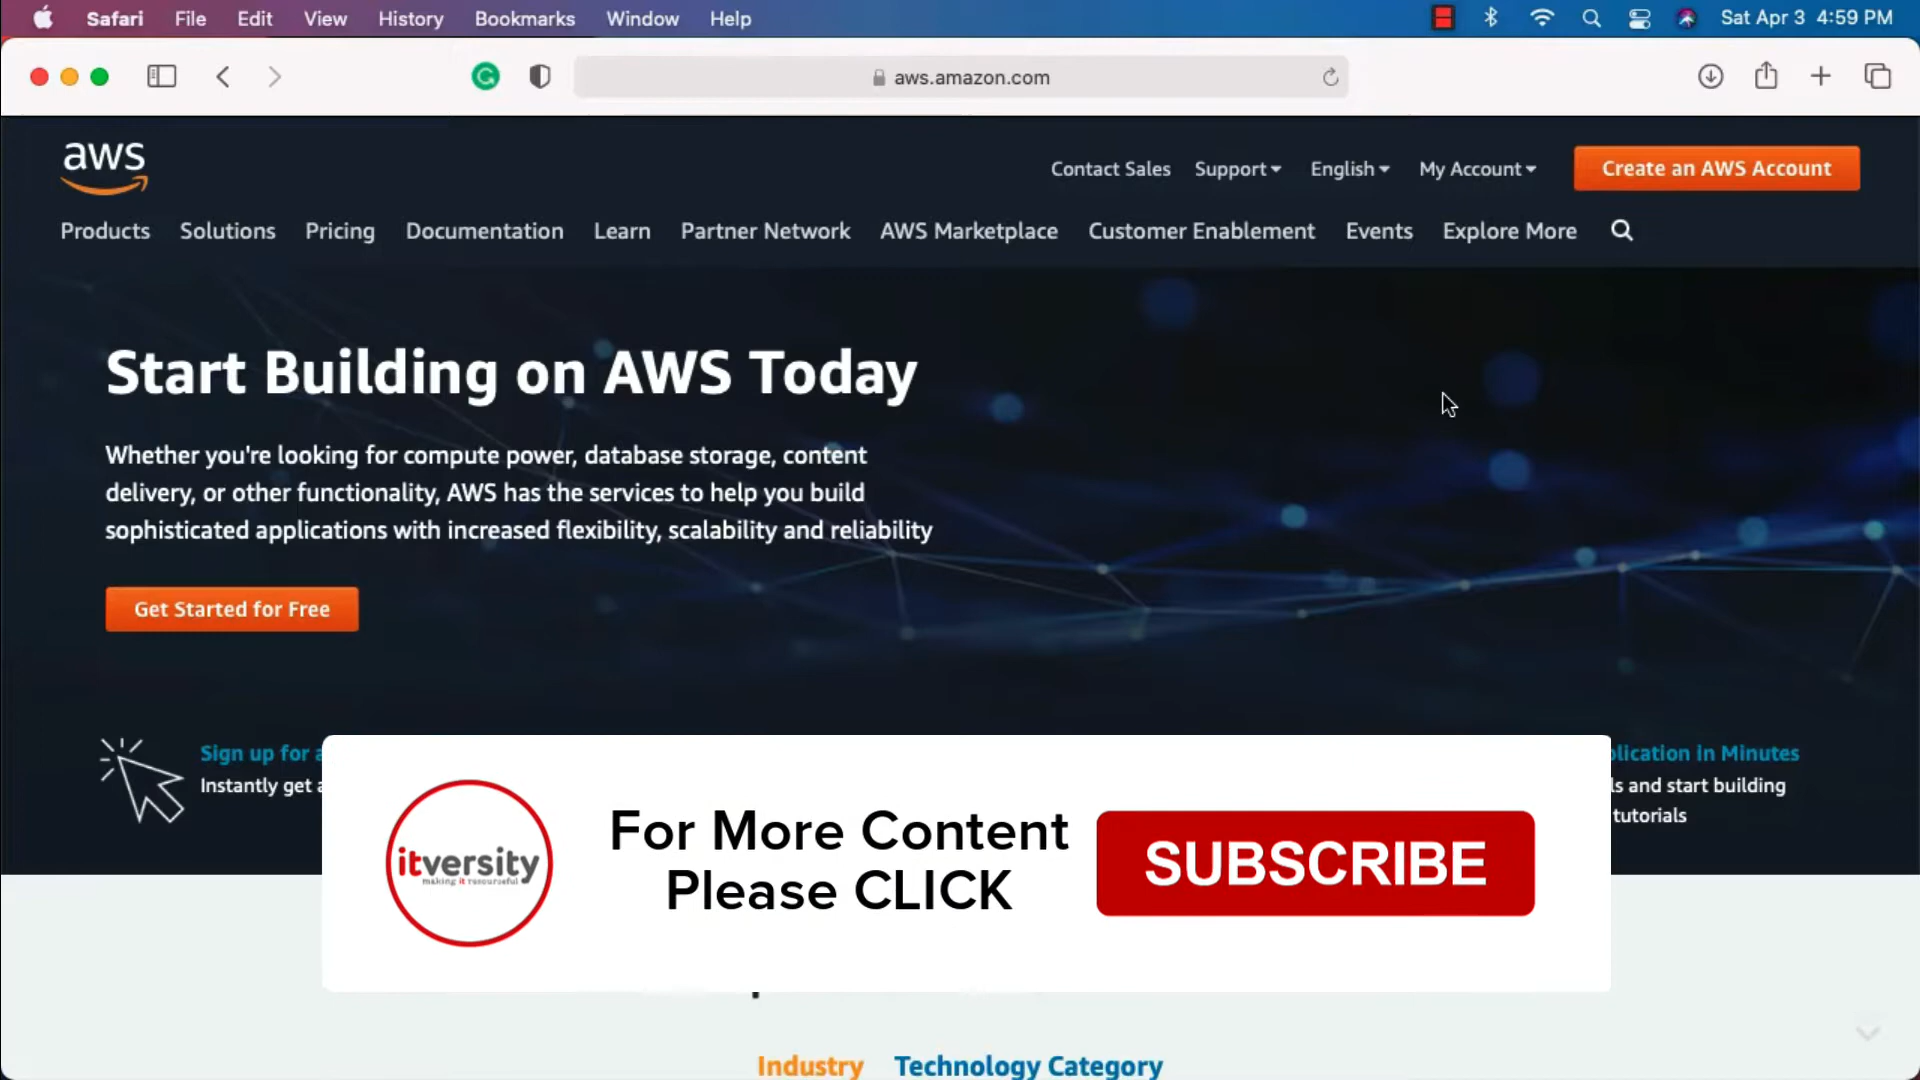 Safari File Edit View History Bookmarks Window Help Sat Apr 3 4:59 PM
aws.amazon.com
aws
Contact Sales Support English My Account Create an AWS Account
Products Solutions Pricing Documentation Learn Partner Network AWS Marketplace Customer Enablement Events Explore More
Start Building on AWS Today
Whether you're looking for compute power, database storage, content
delivery, or other functionality, AWS has the services to help you build
sophisticated applications with increased flexibility, scalability and reliability
Get Started for Free
Sign up for a
Instantly get a
lication in Minutes
ls and start building
tutorials
itversity
making it resourceful
For More Content
Please CLICK
SUBSCRIBE
Industry Technology Category